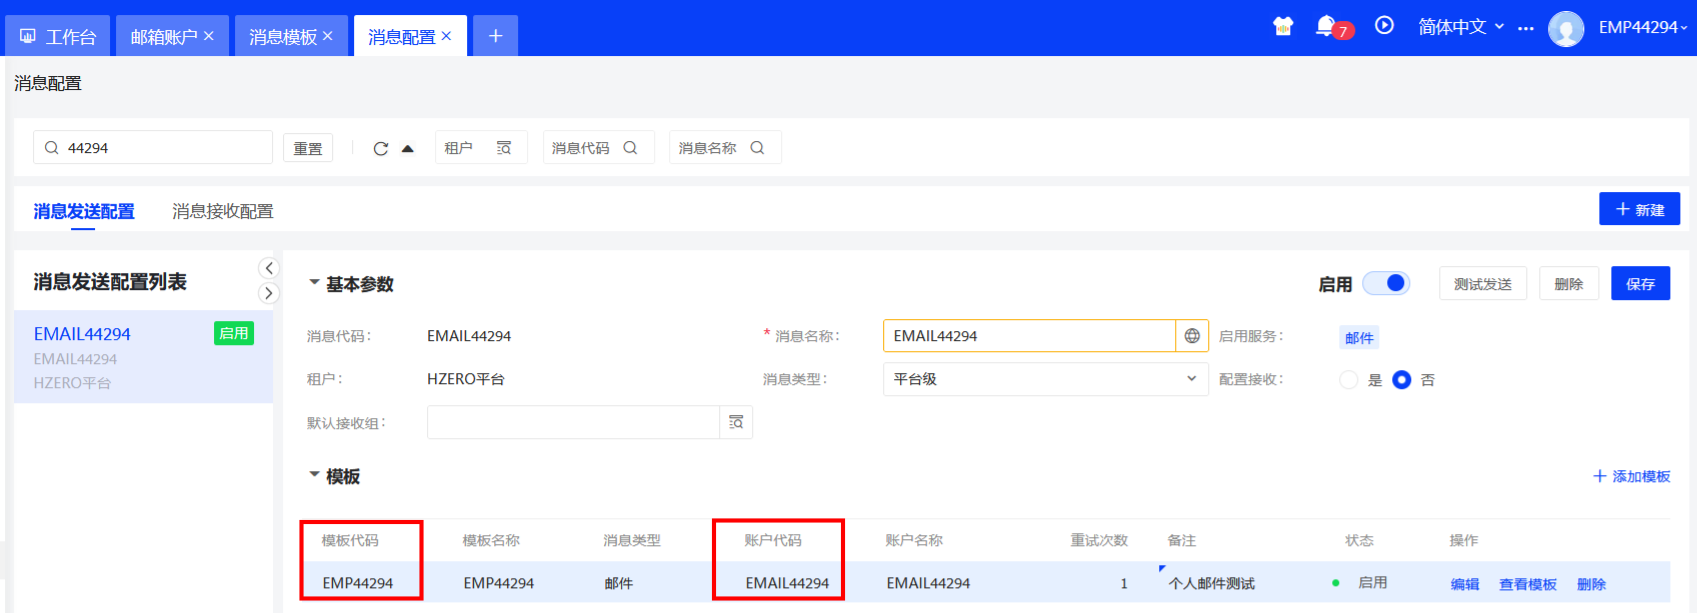 工作台 邮箱账户 × 消息模板 × 消息配置 × + 7 简体中文 ... EMP44294
消息配置
44294 重置 租户 消息代码 消息名称
消息发送配置 消息接收配置 + 新建
消息发送配置列表
EMAIL44294 启用
EMAIL44294
HZERO平台
基本参数 启用 测试发送 删除 保存
消息代码: EMAIL44294 * 消息名称: EMAIL44294 启用服务: 邮件
租户: HZERO平台 消息类型: 平台级 配置接收: 是 否
默认接收组:
模板 + 添加模板
模板代码 模板名称 消息类型 账户代码 账户名称 重试次数 备注 状态 操作
EMP44294 EMP44294 邮件 EMAIL44294 EMAIL44294 1 个人邮件测试 启用 编辑 查看模板 删除